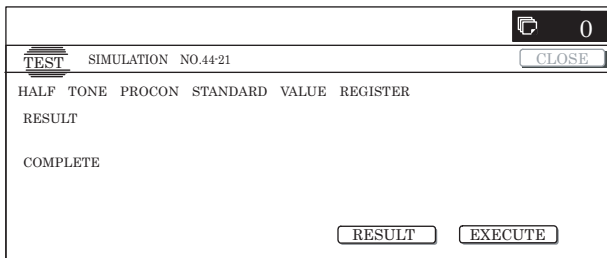 0
TEST SIMULATION NO.44-21 CLOSE
HALF TONE PROCON STANDARD VALUE REGISTER
RESULT
COMPLETE
RESULT EXECUTE